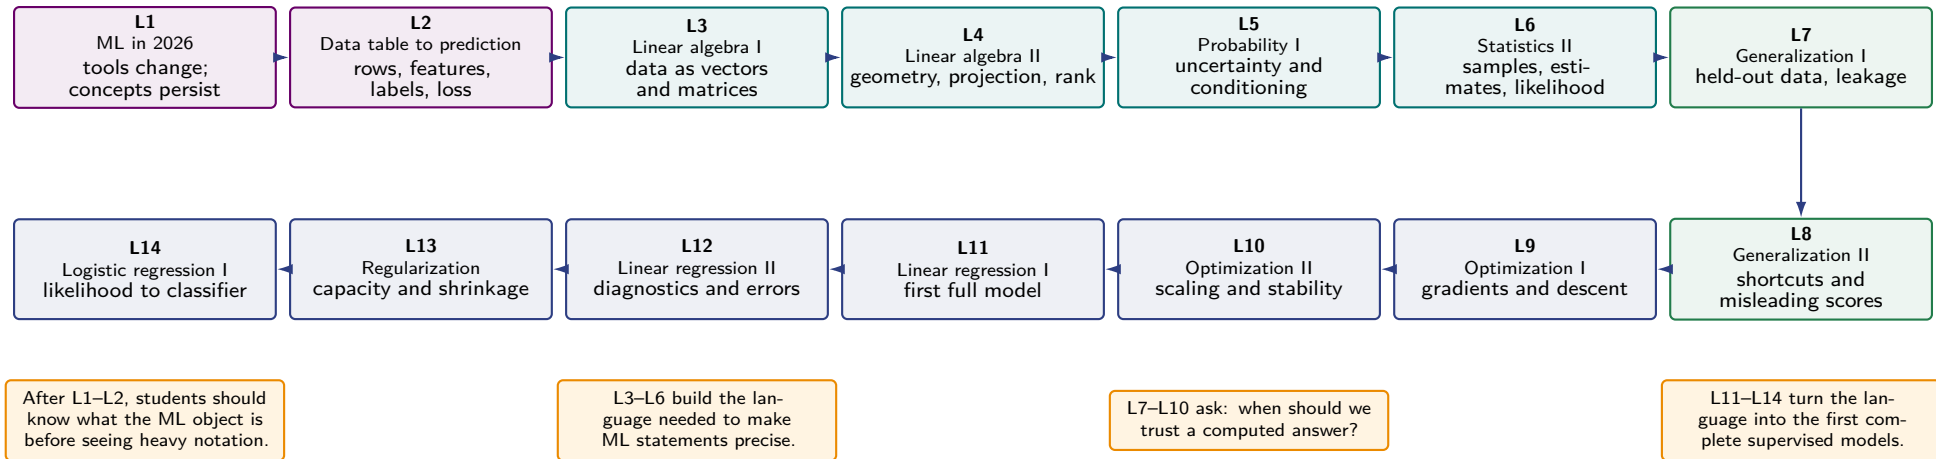 L1
ML in 2026
tools change;
concepts persist
L2
Data table to prediction
rows, features,
labels, loss
L3
Linear algebra I
data as vectors
and matrices
L4
Linear algebra II
geometry, projection, rank
L5
Probability I
uncertainty and
conditioning
L6
Statistics II
samples, esti-
mates, likelihood
L7
Generalization I
held-out data, leakage
L14
Logistic regression I
likelihood to classifier
L13
Regularization
capacity and shrinkage
L12
Linear regression II
diagnostics and errors
L11
Linear regression I
first full model
L10
Optimization II
scaling and stability
L9
Optimization I
gradients and descent
L8
Generalization II
shortcuts and
misleading scores
After L1–L2, students should
know what the ML object is
before seeing heavy notation.
L3–L6 build the lan-
guage needed to make
ML statements precise.
L7–L10 ask: when should we
trust a computed answer?
L11–L14 turn the lan-
guage into the first com-
plete supervised models.